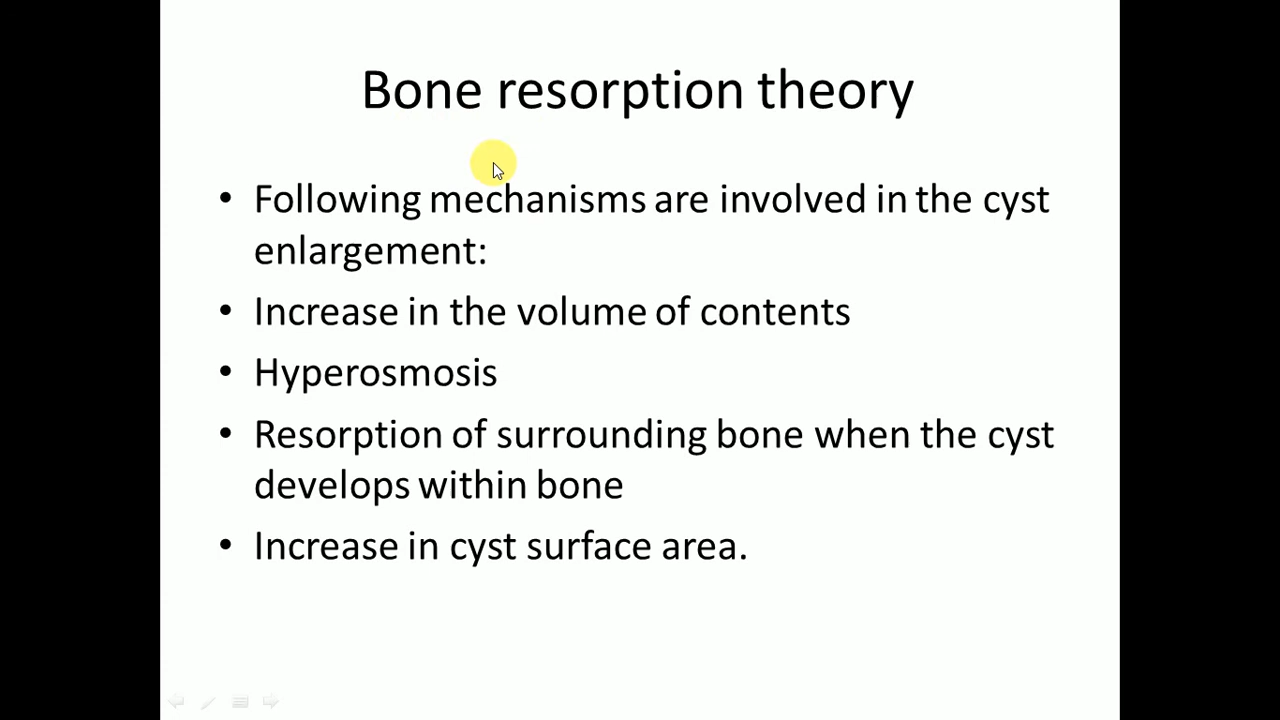 Bone resorption theory
• Following mechanisms are involved in the cyst
enlargement:
• Increase in the volume of contents
• Hyperosmosis
• Resorption of surrounding bone when the cyst
develops within bone
• Increase in cyst surface area.